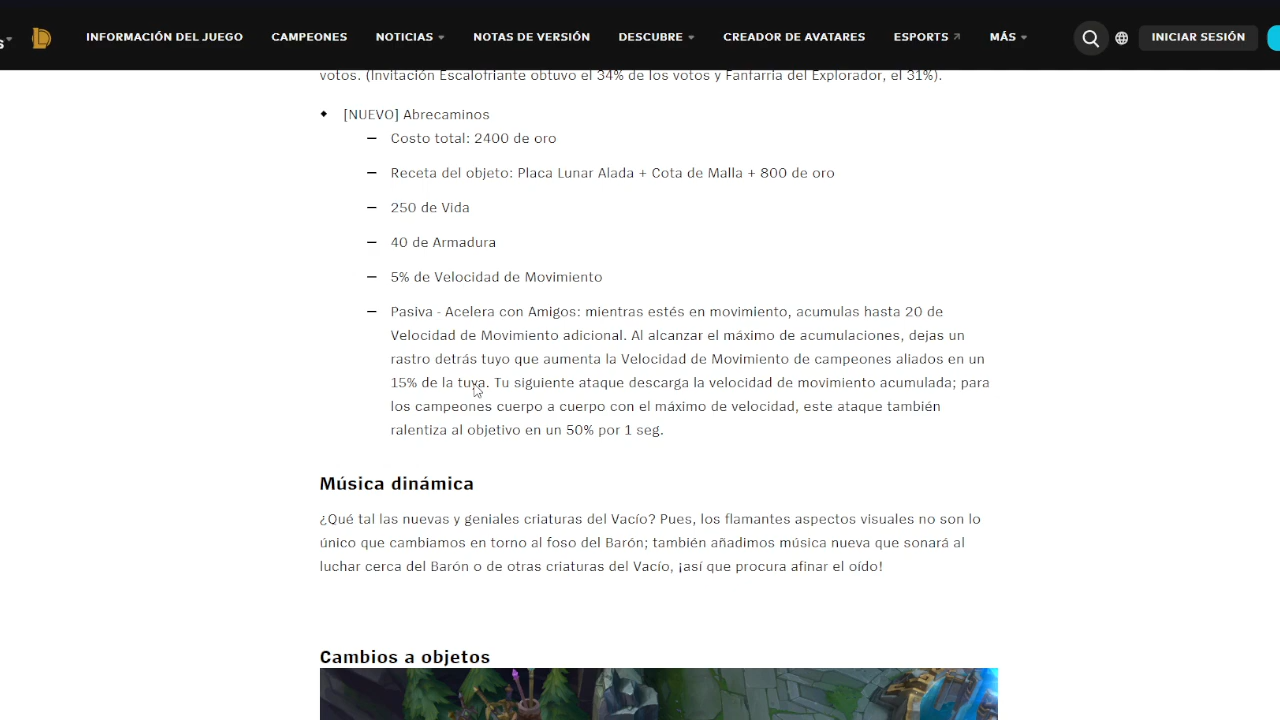 S
INFORMACIÓN DEL JUEGO CAMPEONES NOTICIAS NOTAS DE VERSIÓN DESCUBRE CREADOR DE AVATARES ESPORTS MÁS INICIAR SESIÓN
votos. (Invitación Escalofriante obtuvo el 34% de los votos y Fanfarria del Explorador, el 31%).
[NUEVO] Abrecaminos
Costo total: 2400 de oro
Receta del objeto: Placa Lunar Alada + Cota de Malla + 800 de oro
250 de Vida
40 de Armadura
5% de Velocidad de Movimiento
Pasiva - Acelera con Amigos: mientras estés en movimiento, acumulas hasta 20 de
Velocidad de Movimiento adicional. Al alcanzar el máximo de acumulaciones, dejas un
rastro detrás tuyo que aumenta la Velocidad de Movimiento de campeones aliados en un
15% de la tuya. Tu siguiente ataque descarga la velocidad de movimiento acumulada; para
los campeones cuerpo a cuerpo con el máximo de velocidad, este ataque también
ralentiza al objetivo en un 50% por 1 seg.
Música dinámica
¿Qué tal las nuevas y geniales criaturas del Vacío? Pues, los flamantes aspectos visuales no son lo
único que cambiamos en torno al foso del Barón; también añadimos música nueva que sonará al
luchar cerca del Barón o de otras criaturas del Vacío, ¡así que procura afinar el oído!
Cambios a objetos